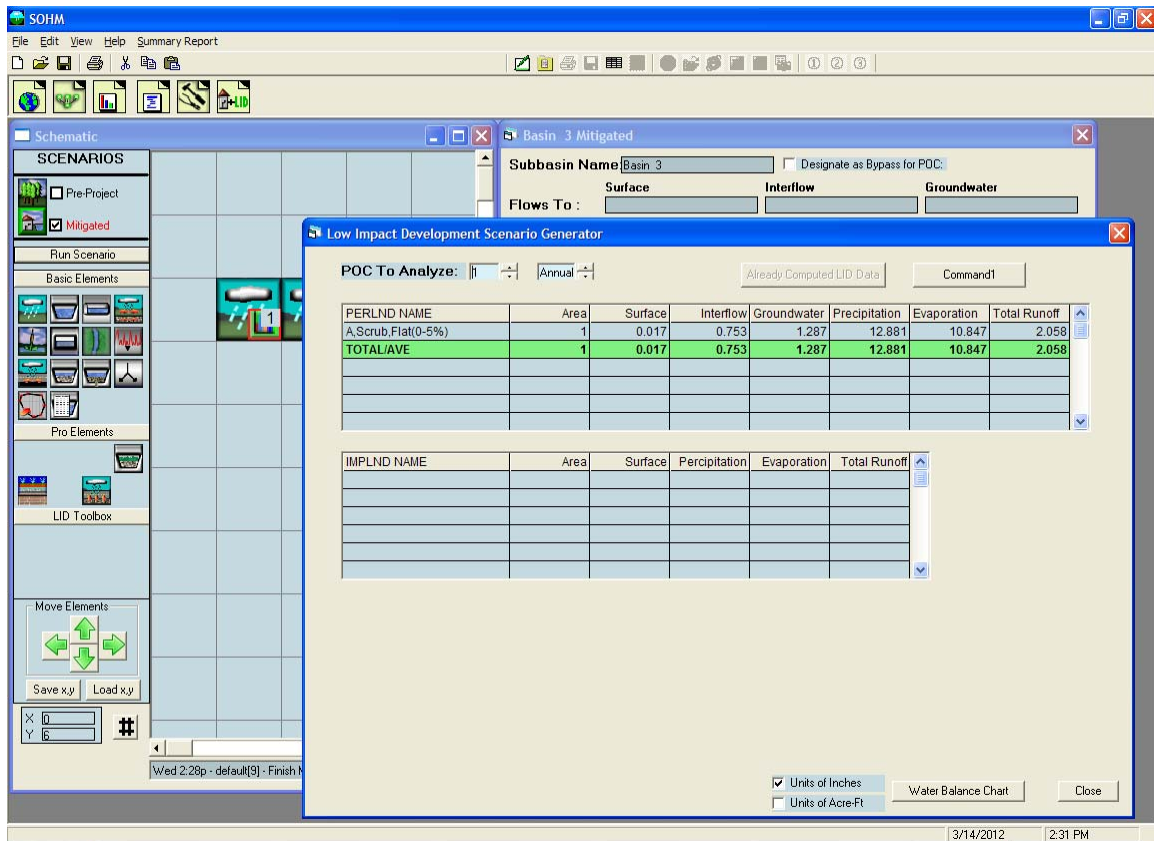 SOHM
File Edit View Help Summary Report
① ② ③
+LID
Schematic
SCENARIOS
Pre-Project
Mitigated
Run Scenario
Basic Elements
Pro Elements
LID Toolbox
Move Elements
Save x,y Load x,y
X 0
Y 6
#
1
Wed 2:28p - default[9] - Finish M
Basin 3 Mitigated
Subbasin Name: Basin 3 Designate as Bypass for POC:
Surface Interflow Groundwater
Flows To :
Low Impact Development Scenario Generator
POC To Analyze: 1 Annual Already Computed LID Data Command1
PERLND NAME Area Surface Interflow Groundwater Precipitation Evaporation Total Runoff
A,Scrub,Flat(0-5%) 1 0.017 0.753 1.287 12.881 10.847 2.058
TOTAL/AVE 1 0.017 0.753 1.287 12.881 10.847 2.058
IMPLND NAME Area Surface Percipitation Evaporation Total Runoff
Units of Inches
Units of Acre-Ft
Water Balance Chart Close
3/14/2012 2:31 PM